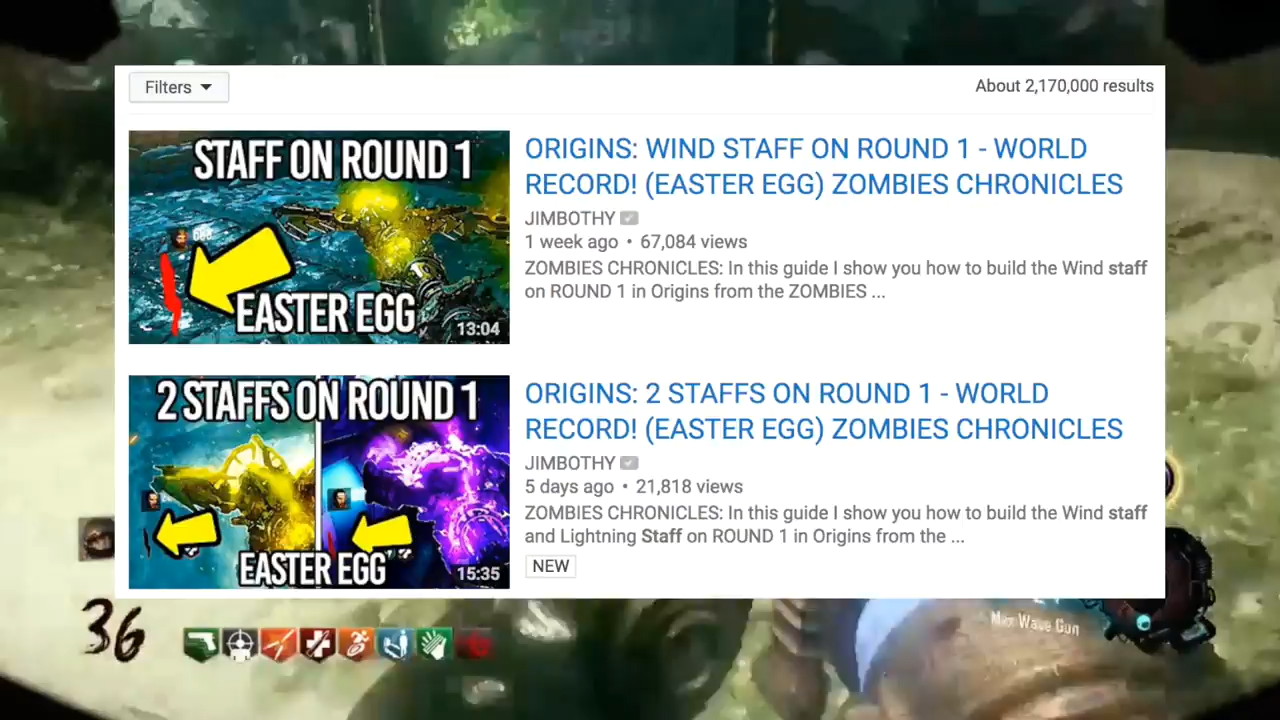 Filters
About 2,170,000 results
STAFF ON ROUND 1
EASTER EGG
13:04
ORIGINS: WIND STAFF ON ROUND 1 - WORLD
RECORD! (EASTER EGG) ZOMBIES CHRONICLES
JIMBOTHY
1 week ago • 67,084 views
ZOMBIES CHRONICLES: In this guide I show you how to build the Wind staff
on ROUND 1 in Origins from the ZOMBIES ...
2 STAFFS ON ROUND 1
EASTER EGG
15:35
ORIGINS: 2 STAFFS ON ROUND 1 - WORLD
RECORD! (EASTER EGG) ZOMBIES CHRONICLES
JIMBOTHY
5 days ago • 21,818 views
ZOMBIES CHRONICLES: In this guide I show you how to build the Wind staff
and Lightning Staff on ROUND 1 in Origins from the ...
NEW
36
Max Wave Gun